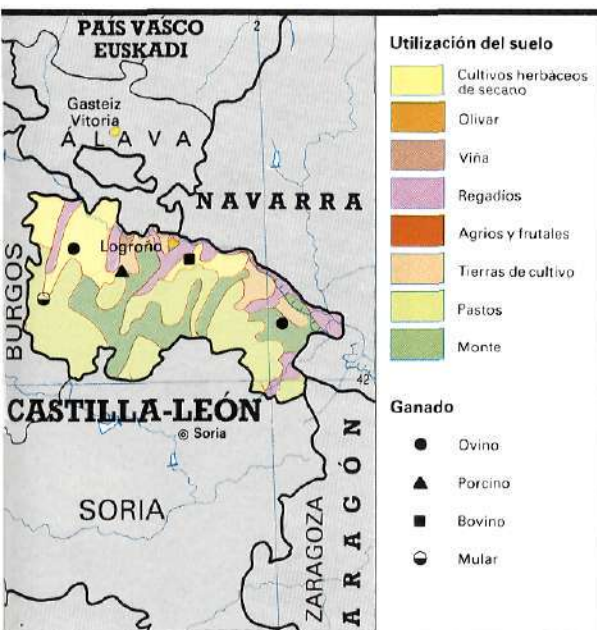 PAÍS VASCO
EUSKADI
2
Gasteiz
Vitoria
ÁLAVA
NAVARRA
BURGOS
Logroño
42
CASTILLA-LEÓN
Soria
SORIA
ZARAGOZA
ARAGÓN
Utilización del suelo
Cultivos herbáceos
de secano
Olivar
Viña
Regadíos
Agrios y frutales
Tierras de cultivo
Pastos
Monte
Ganado
Ovino
Porcino
Bovino
Mular